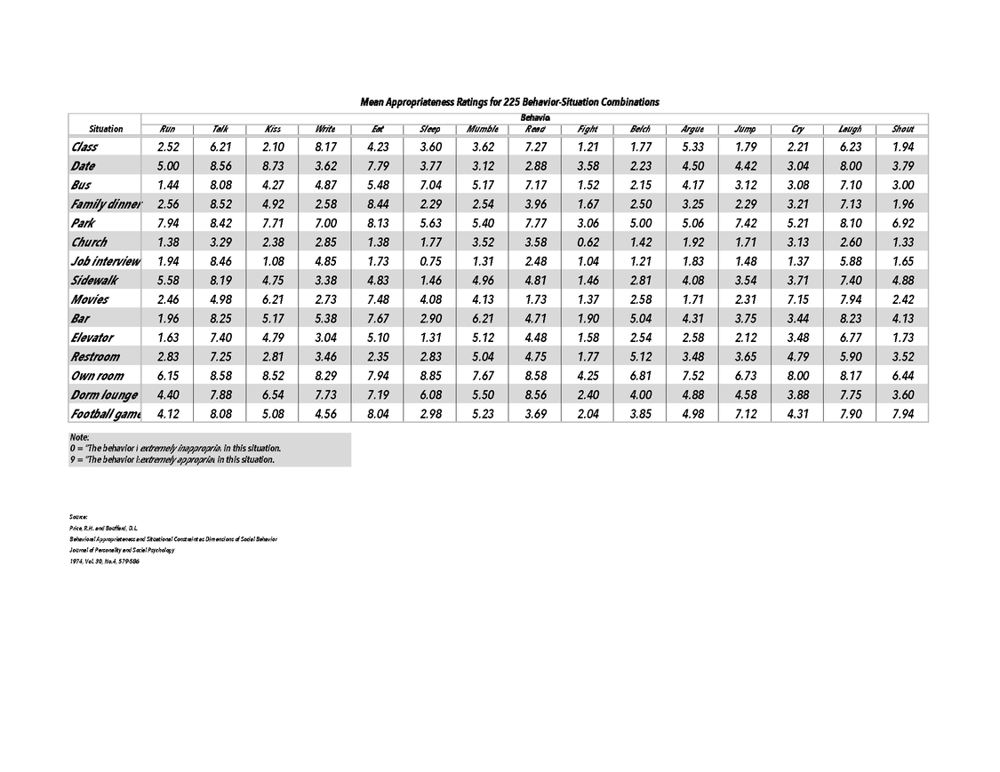 Mean Appropriateness Ratings for 225 Behavior-Situation Combinations
Behavio
Situation Run Talk Kiss Write Eat Sleep Mumble Read Fight Belch Argue Jump Cry Laugh Shout
Class 2.52 6.21 2.10 8.17 4.23 3.60 3.62 7.27 1.21 1.77 5.33 1.79 2.21 6.23 1.94
Date 5.00 8.56 8.73 3.62 7.79 3.77 3.12 2.88 3.58 2.23 4.50 4.42 3.04 8.00 3.79
Bus 1.44 8.08 4.27 4.87 5.48 7.04 5.17 7.17 1.52 2.15 4.17 3.12 3.08 7.10 3.00
Family dinner 2.56 8.52 4.92 2.58 8.44 2.29 2.54 3.96 1.67 2.50 3.25 2.29 3.21 7.13 1.96
Park 7.94 8.42 7.71 7.00 8.13 5.63 5.40 7.77 3.06 5.00 5.06 7.42 5.21 8.10 6.92
Church 1.38 3.29 2.38 2.85 1.38 1.77 3.52 3.58 0.62 1.42 1.92 1.71 3.13 2.60 1.33
Job interview 1.94 8.46 1.08 4.85 1.73 0.75 1.31 2.48 1.04 1.21 1.83 1.48 1.37 5.88 1.65
Sidewalk 5.58 8.19 4.75 3.38 4.83 1.46 4.96 4.81 1.46 2.81 4.08 3.54 3.71 7.40 4.88
Movies 2.46 4.98 6.21 2.73 7.48 4.08 4.13 1.73 1.37 2.58 1.71 2.31 7.15 7.94 2.42
Bar 1.96 8.25 5.17 5.38 7.67 2.90 6.21 4.71 1.90 5.04 4.31 3.75 3.44 8.23 4.13
Elevator 1.63 7.40 4.79 3.04 5.10 1.31 5.12 4.48 1.58 2.54 2.58 2.12 3.48 6.77 1.73
Restroom 2.83 7.25 2.81 3.46 2.35 2.83 5.04 4.75 1.77 5.12 3.48 3.65 4.79 5.90 3.52
Own room 6.15 8.58 8.52 8.29 7.94 8.85 7.67 8.58 4.25 6.81 7.52 6.73 8.00 8.17 6.44
Dorm lounge 4.40 7.88 6.54 7.73 7.19 6.08 5.50 8.56 2.40 4.00 4.88 4.58 3.88 7.75 3.60
Football game 4.12 8.08 5.08 4.56 8.04 2.98 5.23 3.69 2.04 3.85 4.98 7.12 4.31 7.90 7.94
Note:
0 = "The behavior i extremely inappropria in this situation.
9 = "The behavior is extremely appropriat in this situation.
Source:
Price, R.H. and Bouffard, D.L.
Behavioral Appropriateness and Situational Constraint as Dimensions of Social Behavior
Journal of Personality and Social Psychology
1974, Vol. 30, No.4, 579-586